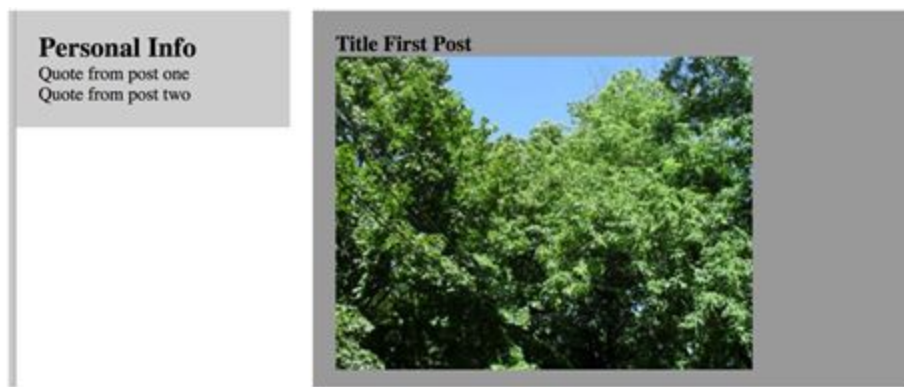 Personal Info
Quote from post one
Quote from post two
Title First Post